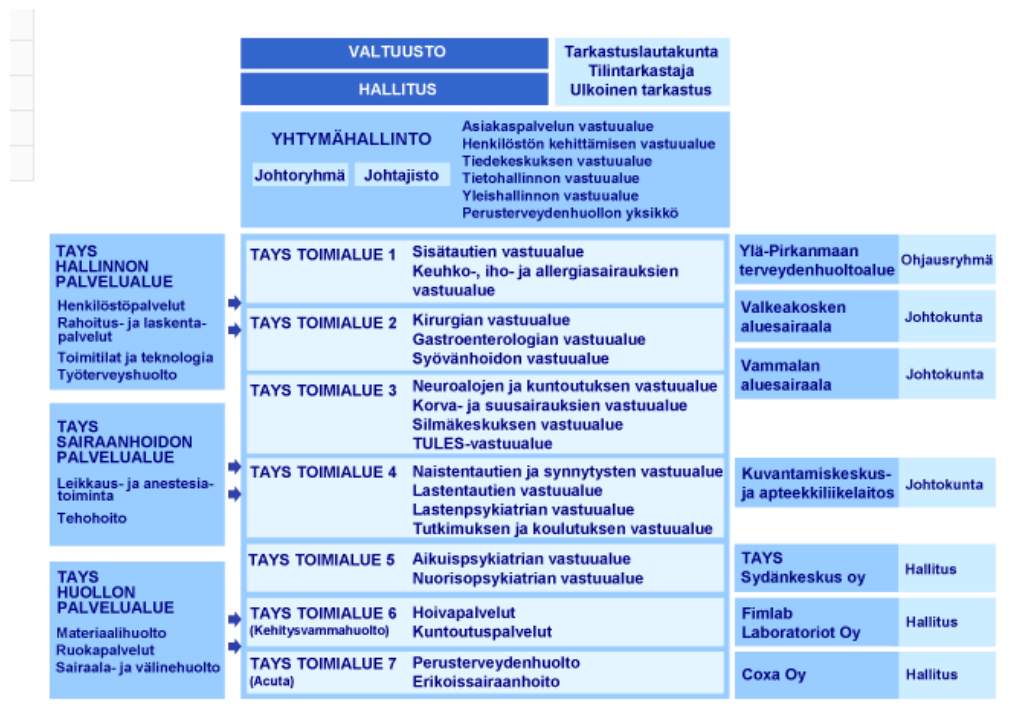 VALTUUSTO
HALLITUS
Tarkastuslautakunta
Tilintarkastaja
Ulkoinen tarkastus
YHTYMÄHALLINTO
Johtoryhmä
Johtajisto
Asiakaspalvelun vastuualue
Henkilöstön kehittämisen vastuualue
Tiedekeskuksen vastuualue
Tietohallinnon vastuualue
Yleishallinnon vastuualue
Perusterveydenhuollon yksikkö
TAYS
HALLINNON
PALVELUALUE
Henkilöstöpalvelut
Rahoitus- ja laskenta-
palvelut
Toimitilat ja teknologia
Työterveyshuolto
TAYS
SAIRAANHOIDON
PALVELUALUE
Leikkaus- ja anestesia-
toiminta
Tehohoito
TAYS
HUOLLON
PALVELUALUE
Materiaalihuolto
Ruokapalvelut
Sairaala- ja välinehuolto
TAYS TOIMIALUE 1
Sisätautien vastuualue
Keuhko-, iho- ja allergiasairauksien
vastuualue
TAYS TOIMIALUE 2
Kirurgian vastuualue
Gastroenterologian vastuualue
Syövänhoidon vastuualue
TAYS TOIMIALUE 3
Neuroalojen ja kuntoutuksen vastuualue
Korva- ja suusairauksien vastuualue
Silmäkeskuksen vastuualue
TULES-vastuualue
TAYS TOIMIALUE 4
Naistentautien ja synnytysten vastuualue
Lastentautien vastuualue
Lastenpsykiatrian vastuualue
Tutkimuksen ja koulutuksen vastuualue
TAYS TOIMIALUE 5
Aikuispsykiatrian vastuualue
Nuorisopsykiatrian vastuualue
TAYS TOIMIALUE 6
(Kehitysvammahuolto)
Hoivapalvelut
Kuntoutuspalvelut
TAYS TOIMIALUE 7
(Acuta)
Perusterveydenhuolto
Erikoissairaanhoito
Ylä-Pirkanmaan
terveydenhuoltoalue
Ohjausryhmä
Valkeakosken
aluesairaala
Johtokunta
Vammalan
aluesairaala
Johtokunta
Kuvantamiskeskus-
ja apteekkiliikelaitos
Johtokunta
TAYS
Sydänkeskus oy
Hallitus
Fimlab
Laboratoriot Oy
Hallitus
Coxa Oy
Hallitus